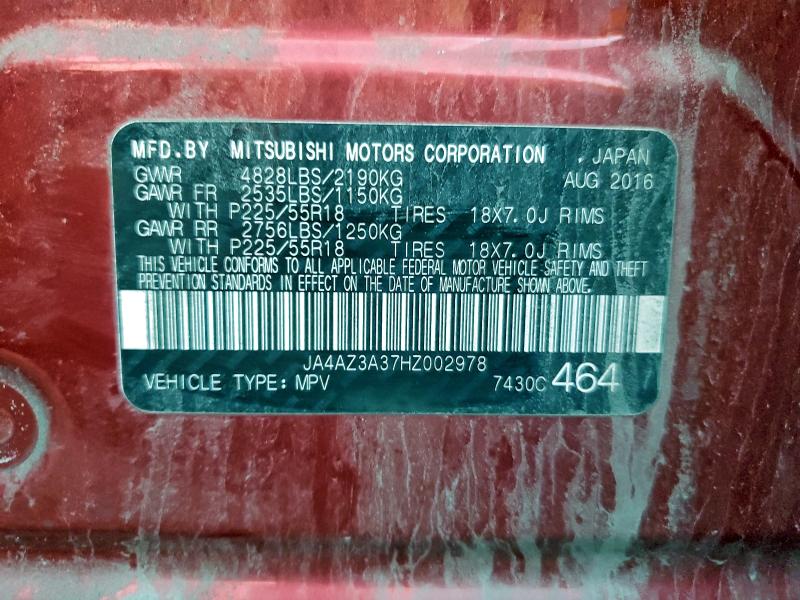 MFD.BY MITSUBISHI MOTORS CORPORATION . JAPAN
GVWR 4828LBS/2190KG AUG 2016
GAWR FR 2535LBS/1150KG
WITH P225/55R18 TIRES 18X7.0J RIMS
GAWR RR 2756LBS/1250KG
WITH P225/55R18 TIRES 18X7.0J RIMS
THIS VEHICLE CONFORMS TO ALL APPLICABLE FEDERAL MOTOR VEHICLE SAFETY AND THEFT
PREVENTION STANDARDS IN EFFECT ON THE DATE OF MANUFACTURE SHOWN ABOVE.
JA4AZ3A37HZ002978
VEHICLE TYPE: MPV 7430C 464